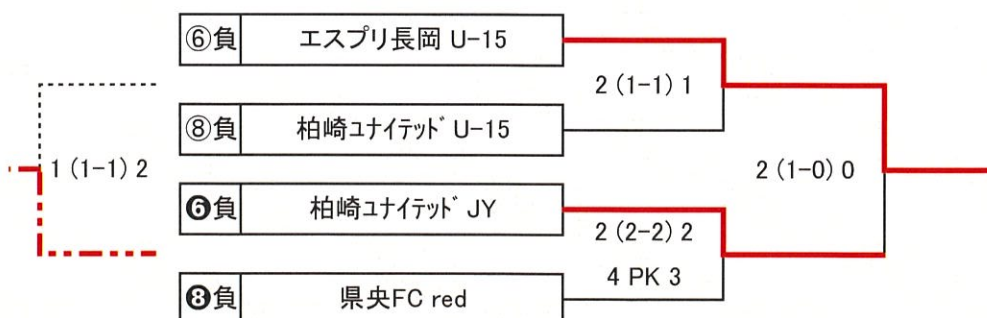 ⑥負 エスプリ長岡 U-15
2 (1-1) 1
⑧負 柏崎ﾕﾅｲﾃｯﾄﾞ U-15
1 (1-1) 2
2 (1-0) 0
❻負 柏崎ﾕﾅｲﾃｯﾄﾞ JY
2 (2-2) 2
4 PK 3
❽負 県央FC red